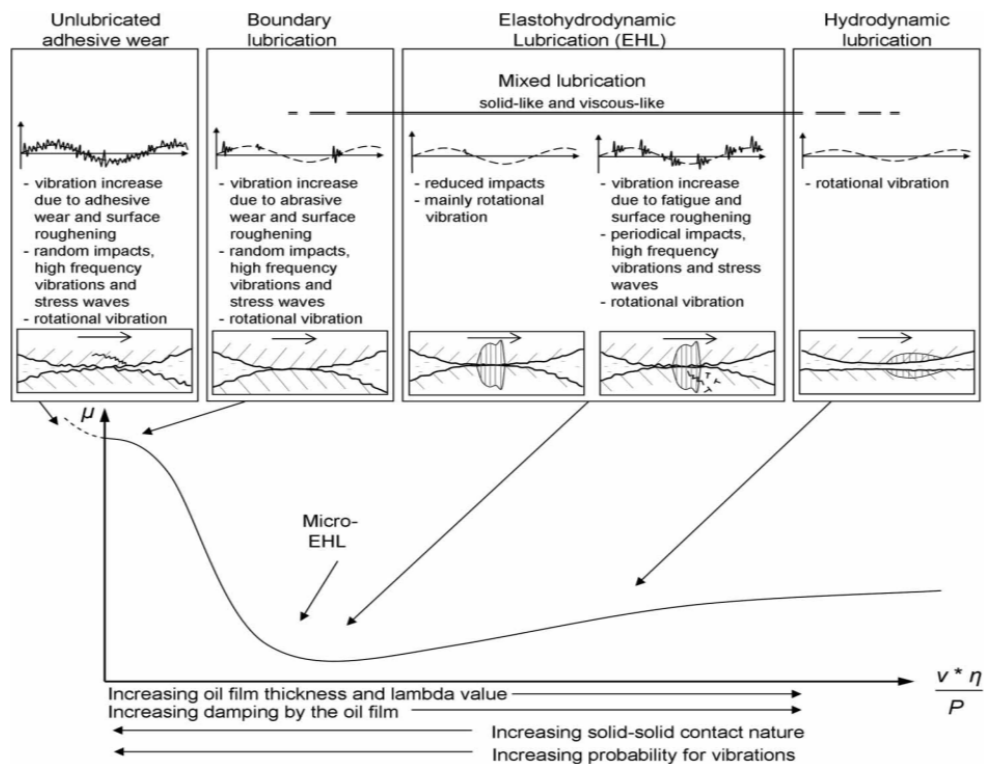 Unlubricated
adhesive wear
Boundary
lubrication
Elastohydrodynamic
Lubrication (EHL)
Hydrodynamic
lubrication
Mixed lubrication
solid-like and viscous-like
- vibration increase
due to adhesive
wear and surface
roughening
- random impacts,
high frequency
vibrations and
stress waves
- rotational vibration
- vibration increase
due to abrasive
wear and surface
roughening
- random impacts,
high frequency
vibrations and
stress waves
- rotational vibration
- reduced impacts
- mainly rotational
vibration
- vibration increase
due to fatigue and
surface roughening
- periodical impacts,
high frequency
vibrations and stress
waves
- rotational vibration
- rotational vibration
μ
Micro-
EHL
v * η
P
Increasing oil film thickness and lambda value
Increasing damping by the oil film
Increasing solid-solid contact nature
Increasing probability for vibrations